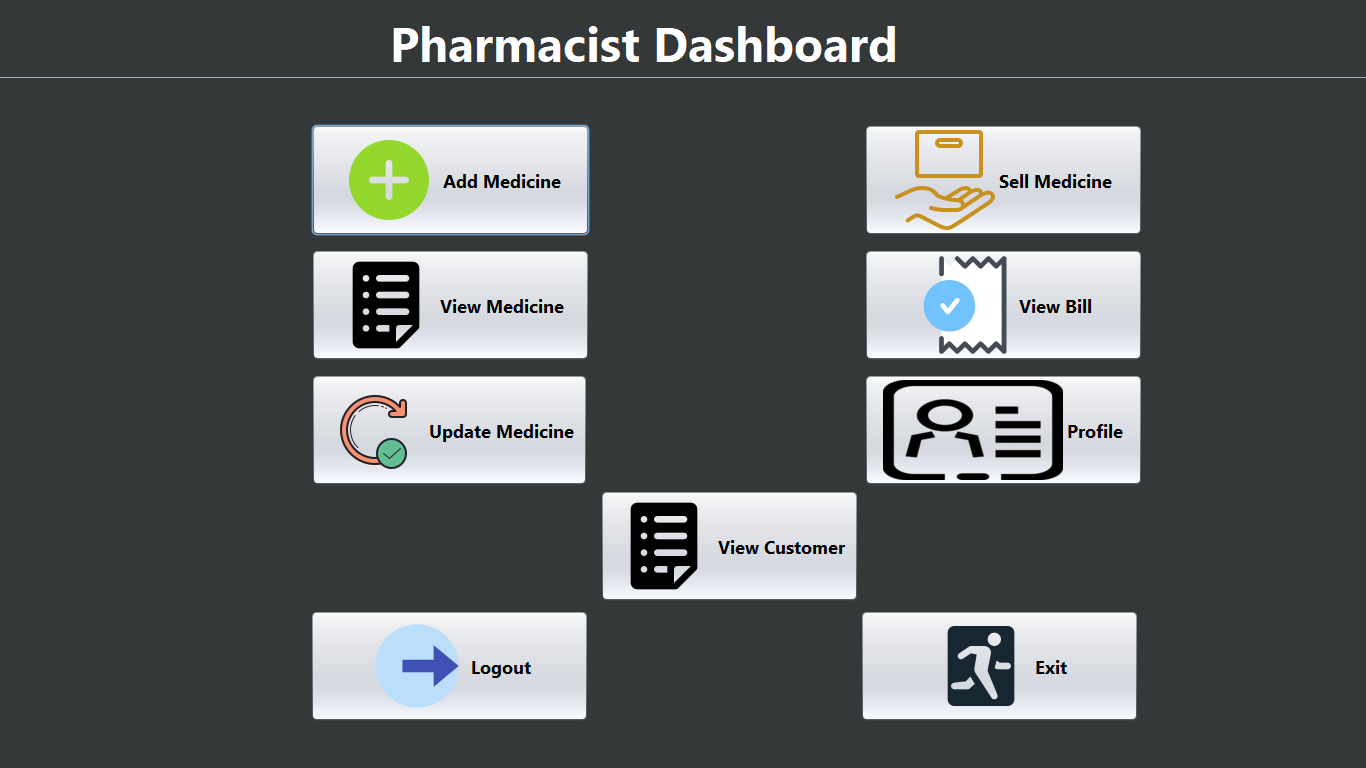 Pharmacist Dashboard
Add Medicine
Sell Medicine
View Medicine
View Bill
Update Medicine
Profile
View Customer
Logout
Exit